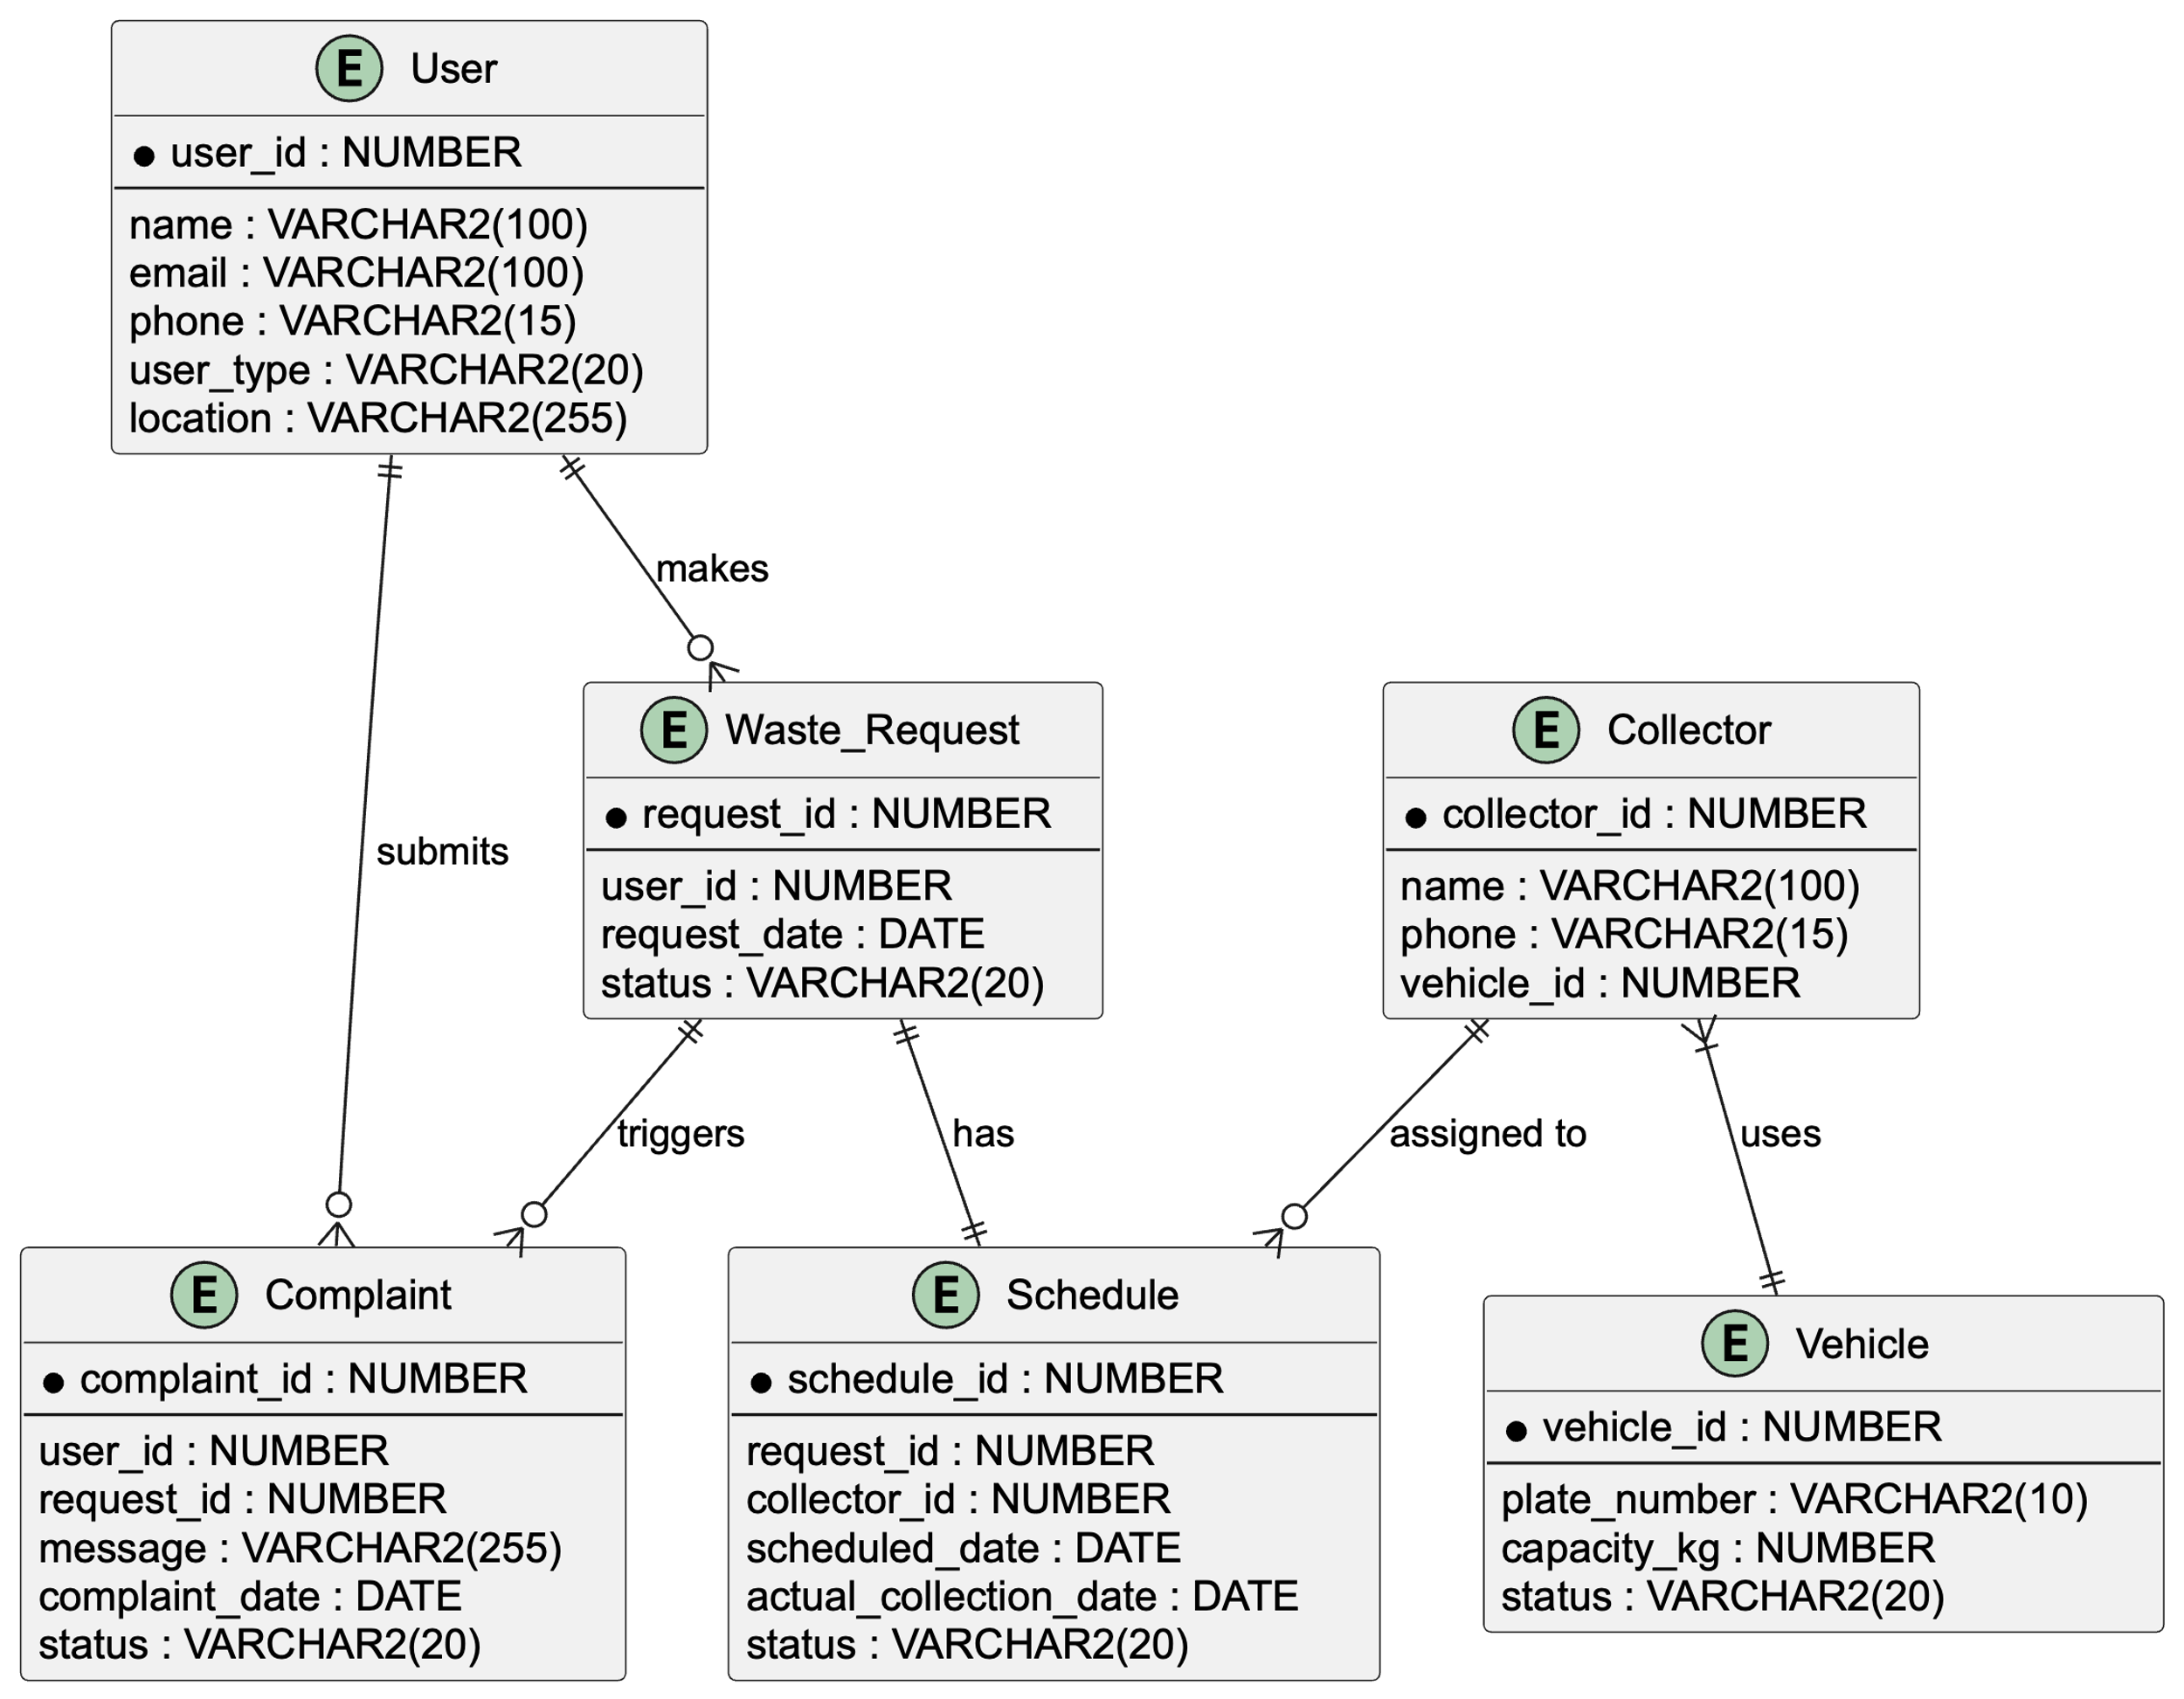 E User
user_id : NUMBER
name : VARCHAR2(100)
email : VARCHAR2(100)
phone : VARCHAR2(15)
user_type : VARCHAR2(20)
location : VARCHAR2(255)
makes
submits
E Waste_Request
request_id : NUMBER
user_id : NUMBER
request_date : DATE
status : VARCHAR2(20)
E Collector
collector_id : NUMBER
name : VARCHAR2(100)
phone : VARCHAR2(15)
vehicle_id : NUMBER
triggers
has
assigned to
uses
E Complaint
complaint_id : NUMBER
user_id : NUMBER
request_id : NUMBER
message : VARCHAR2(255)
complaint_date : DATE
status : VARCHAR2(20)
E Schedule
schedule_id : NUMBER
request_id : NUMBER
collector_id : NUMBER
scheduled_date : DATE
actual_collection_date : DATE
status : VARCHAR2(20)
E Vehicle
vehicle_id : NUMBER
plate_number : VARCHAR2(10)
capacity_kg : NUMBER
status : VARCHAR2(20)